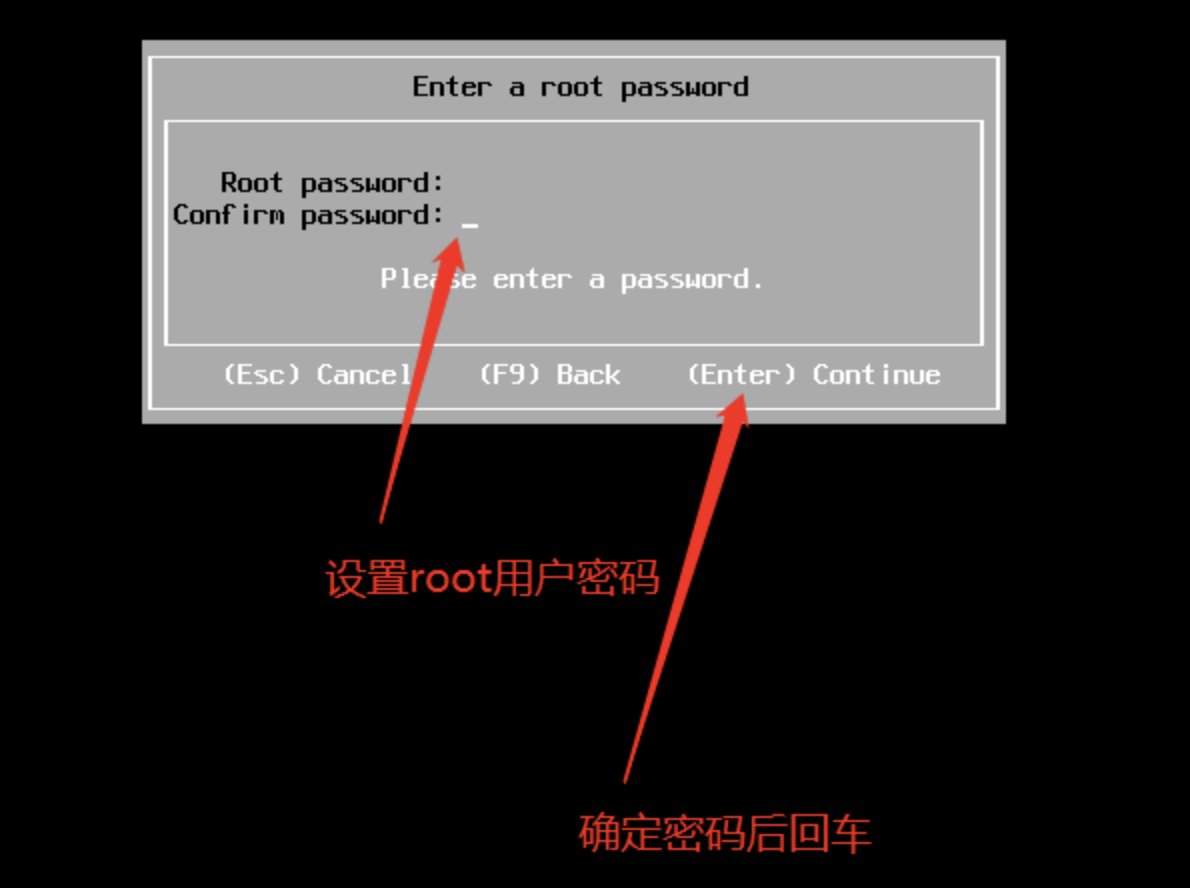 Enter a root password
Root password:
Confirm password: _
Please enter a password.
(Esc) Cancel (F9) Back (Enter) Continue
设置root用户密码
确定密码后回车